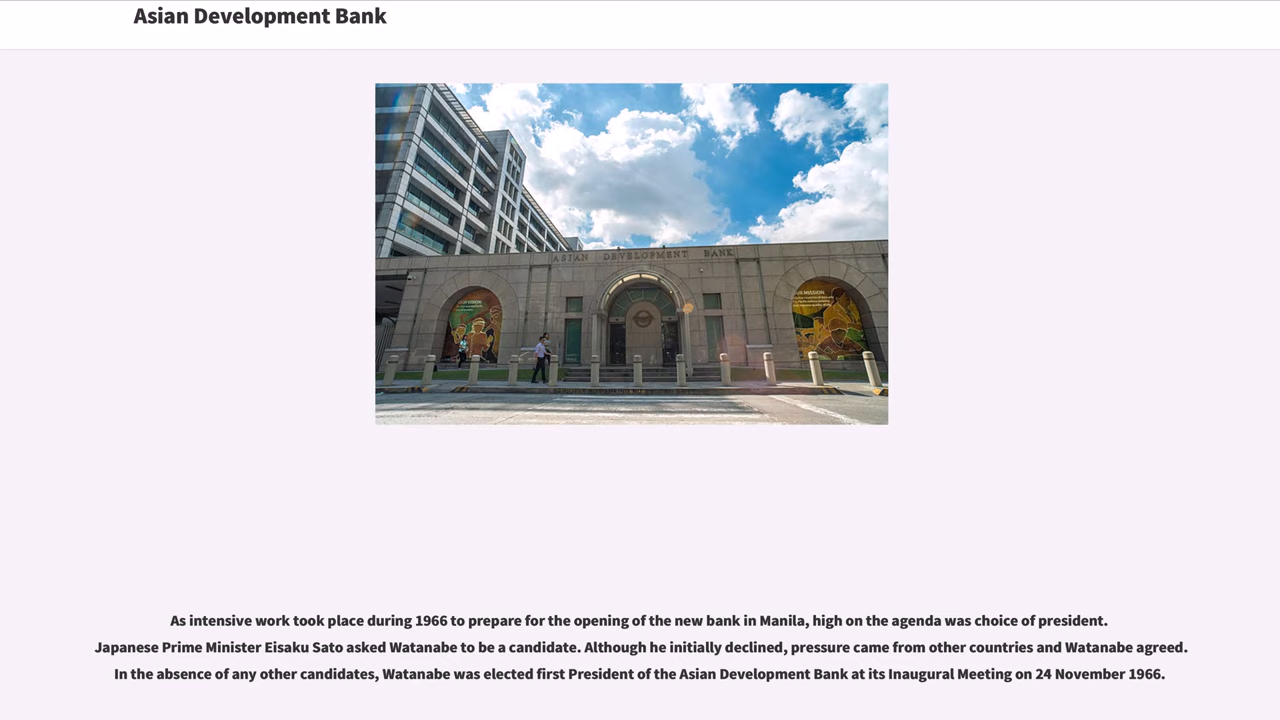 Asian Development Bank
ASIAN DEVELOPMENT BANK
OUR MISSION
As intensive work took place during 1966 to prepare for the opening of the new bank in Manila, high on the agenda was choice of president.
Japanese Prime Minister Eisaku Sato asked Watanabe to be a candidate. Although he initially declined, pressure came from other countries and Watanabe agreed.
In the absence of any other candidates, Watanabe was elected first President of the Asian Development Bank at its Inaugural Meeting on 24 November 1966.